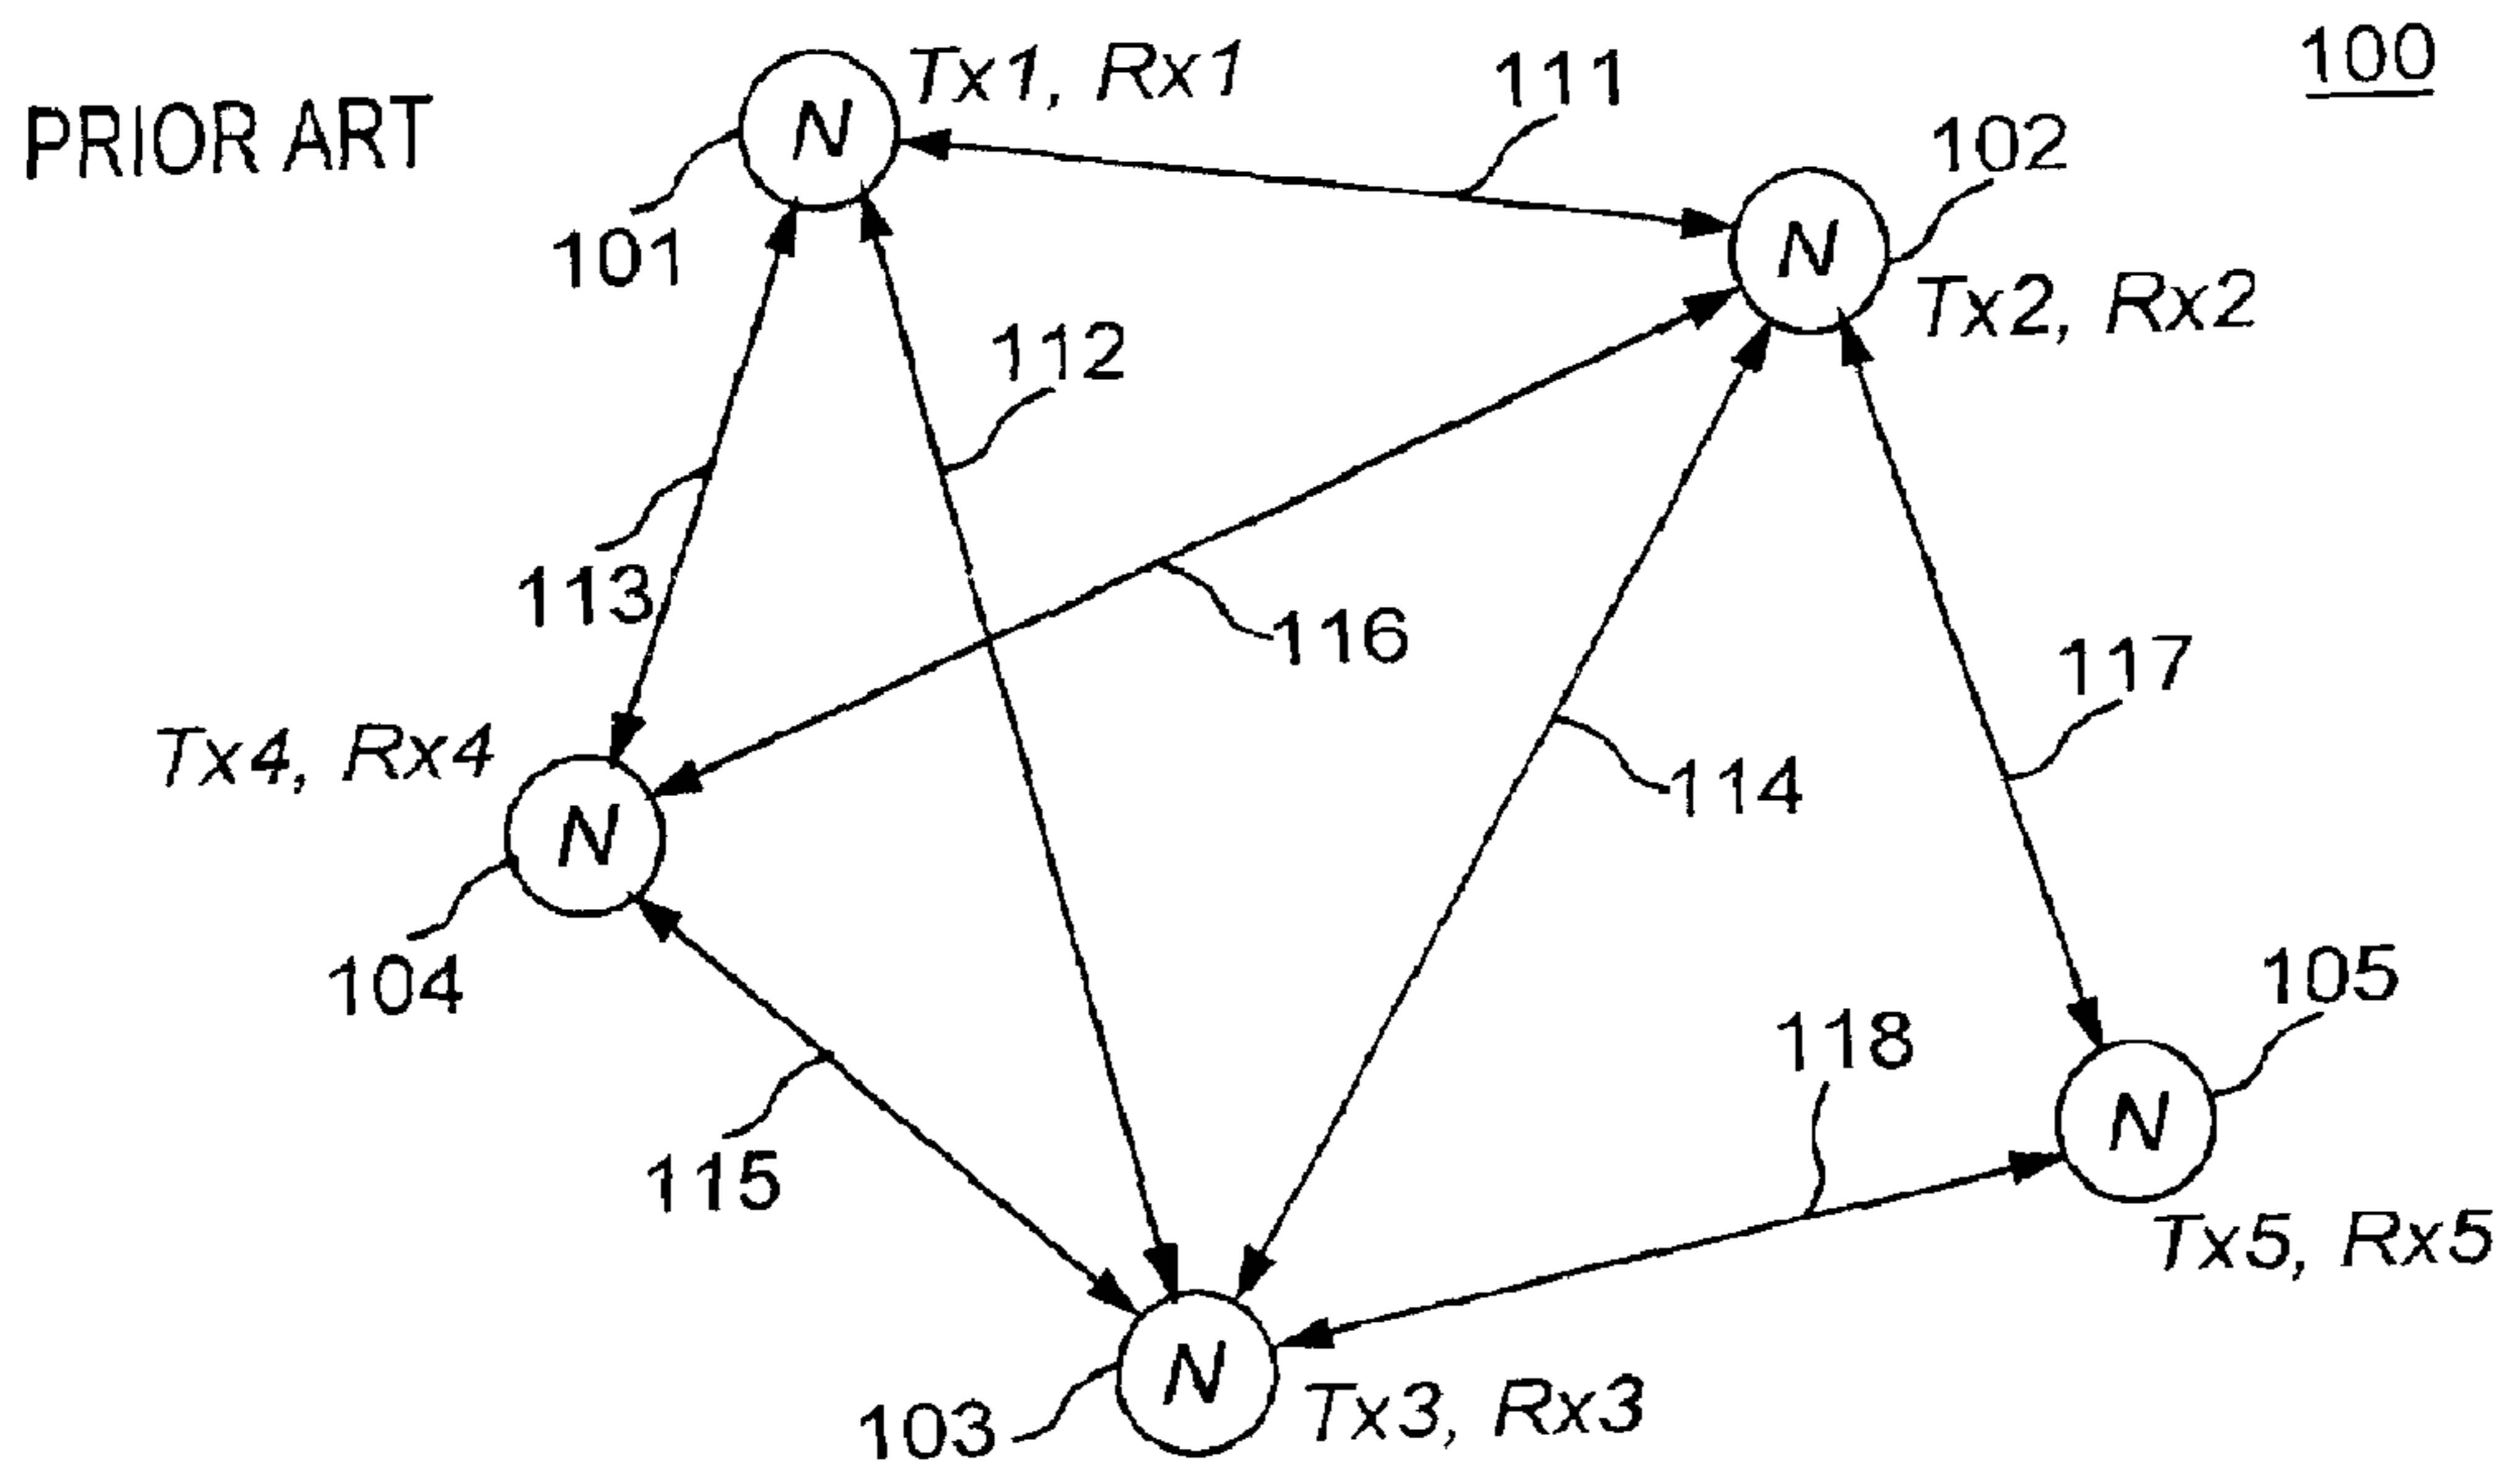 100
PRIOR ART
N
Tx1, Rx1
111
101
102
N
Tx2, Rx2
112
113
116
117
114
Tx4, Rx4
N
104
105
118
N
Tx5, Rx5
115
N
103
Tx3, Rx3